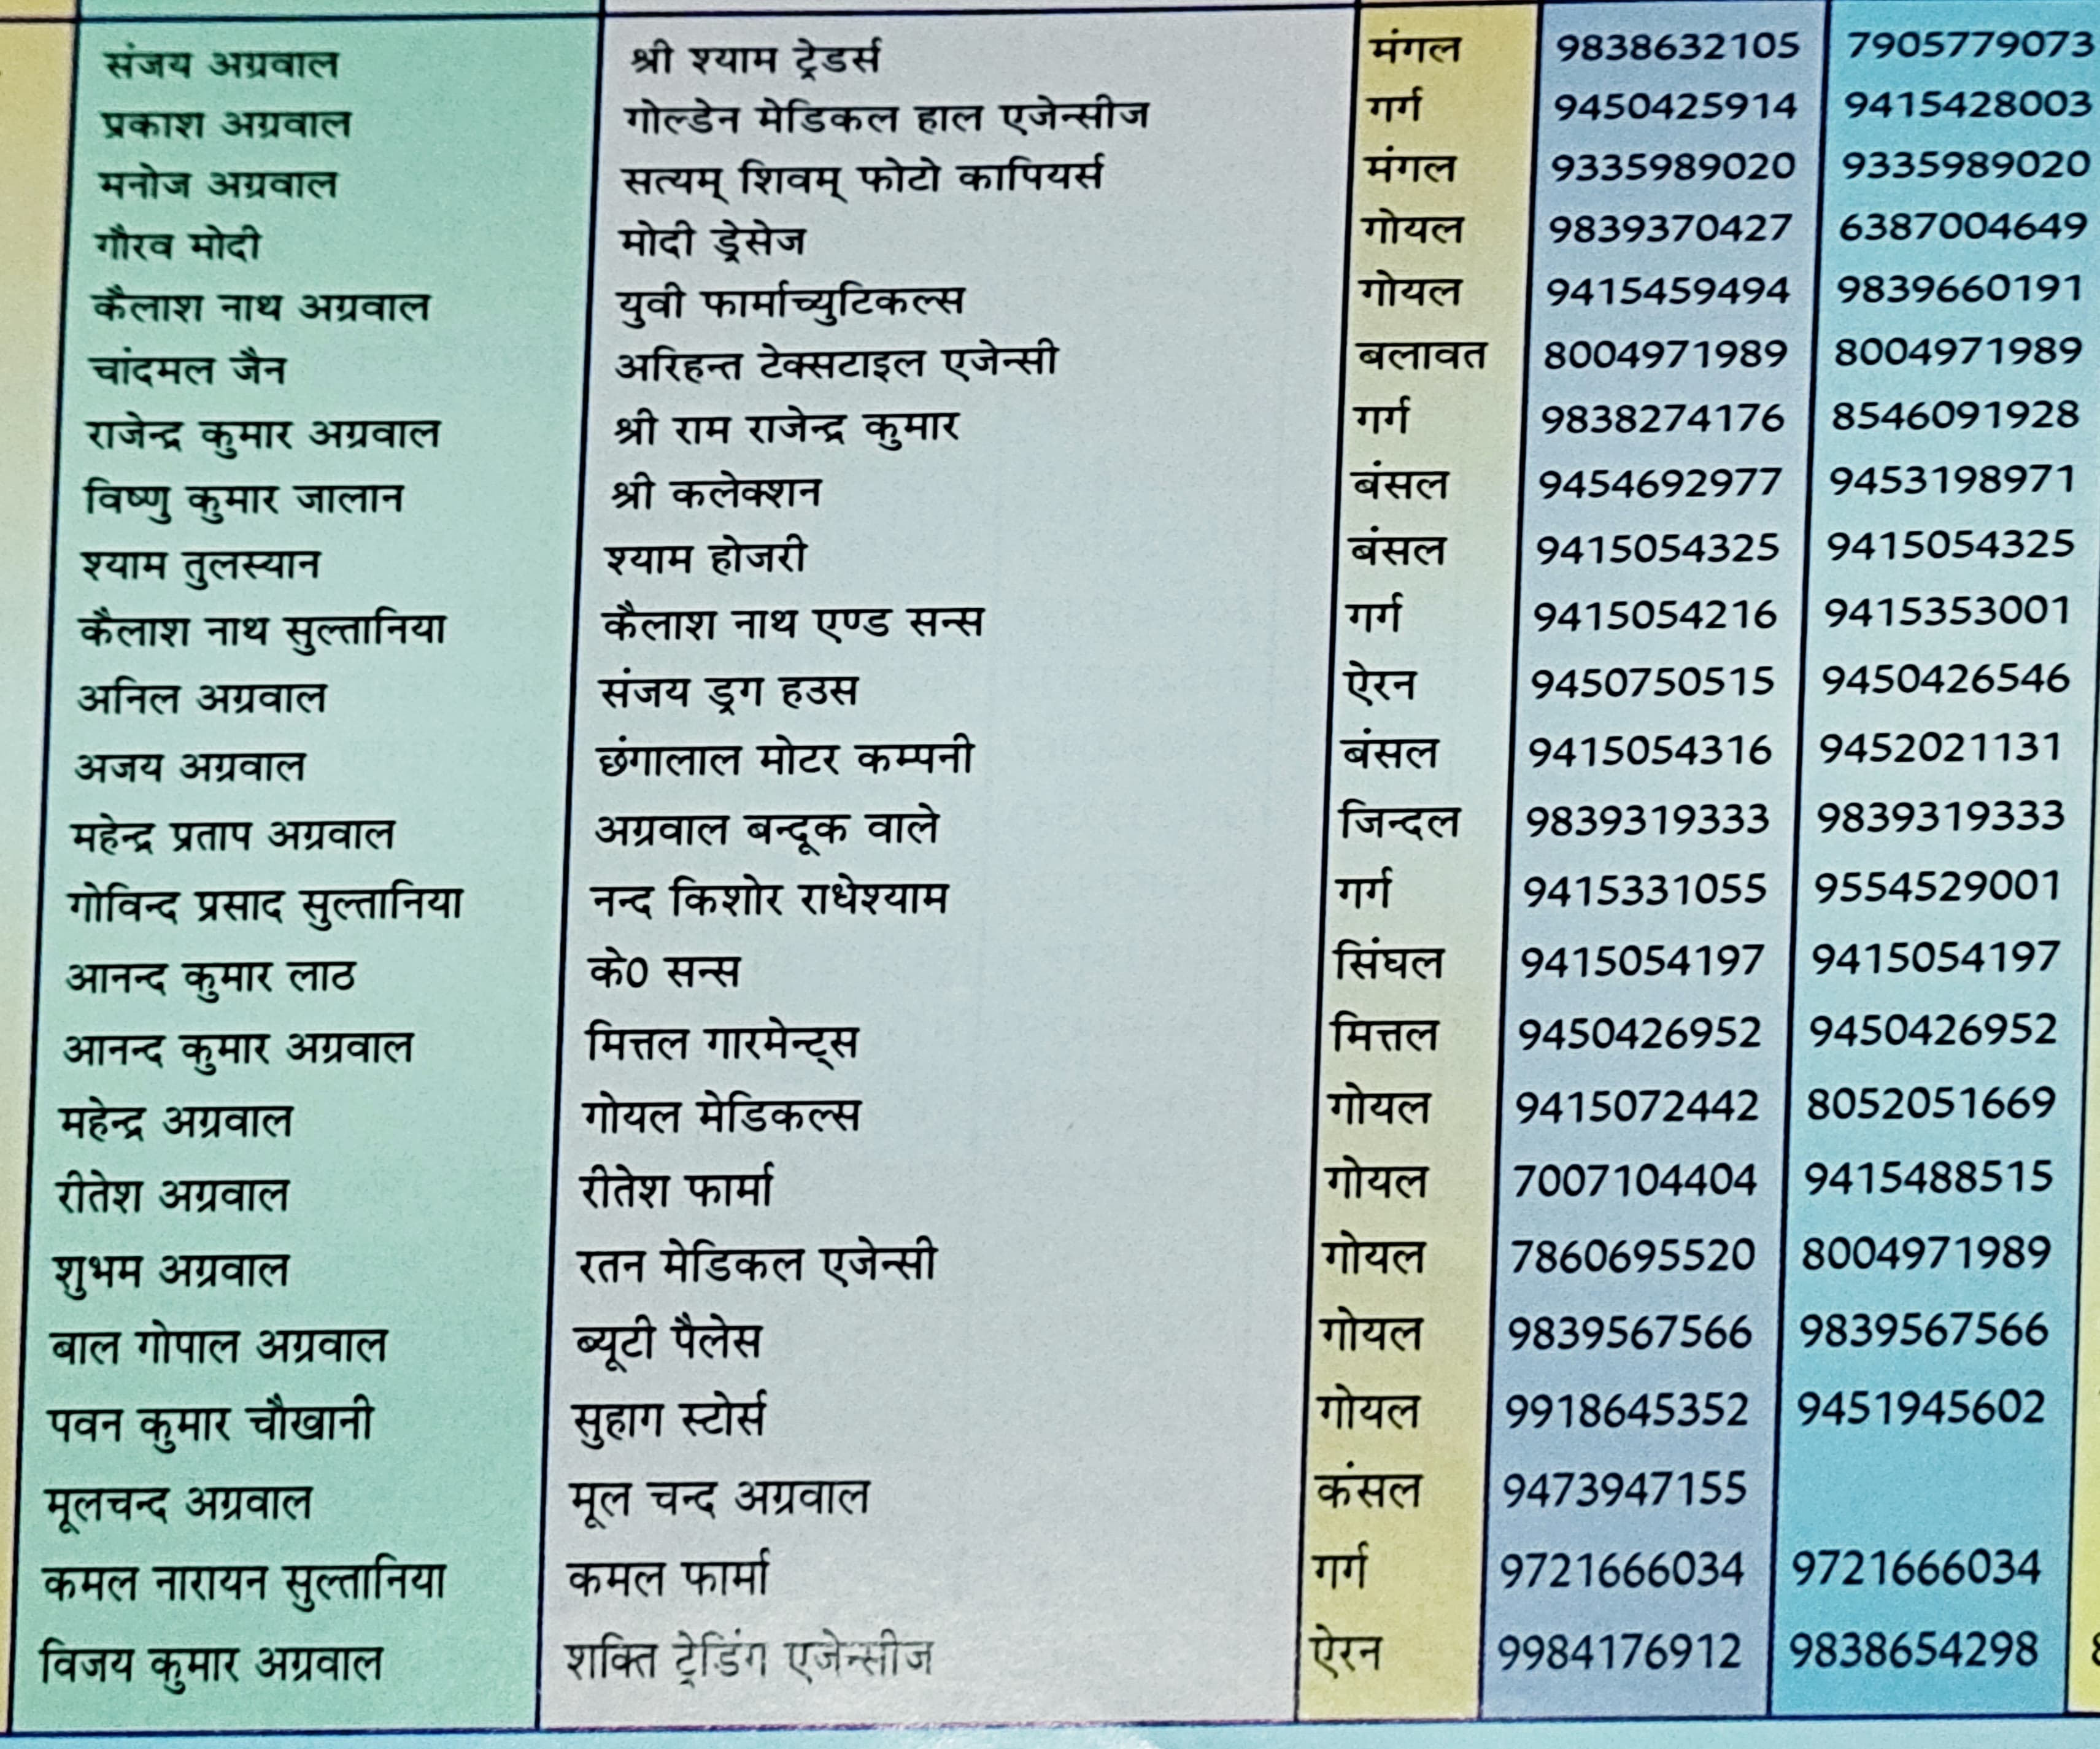 संजय अग्रवाल श्री श्याम ट्रेडर्स मंगल 9838632105 7905779073
प्रकाश अग्रवाल गोल्डेन मेडिकल हाल एजेन्सीज गर्ग 9450425914 9415428003
मनोज अग्रवाल सत्यम् शिवम् फोटो कापियर्स मंगल 9335989020 9335989020
गौरव मोदी मोदी ड्रेसेज गोयल 9839370427 6387004649
कैलाश नाथ अग्रवाल युवी फार्माच्युटिकल्स गोयल 9415459494 9839660191
चांदमल जैन अरिहन्त टेक्सटाइल एजेन्सी बलावत 8004971989 8004971989
राजेन्द्र कुमार अग्रवाल श्री राम राजेन्द्र कुमार गर्ग 9838274176 8546091928
विष्णु कुमार जालान श्री कलेक्शन बंसल 9454692977 9453198971
श्याम तुलस्यान श्याम होजरी बंसल 9415054325 9415054325
कैलाश नाथ सुल्तानिया कैलाश नाथ एण्ड सन्स गर्ग 9415054216 9415353001
अनिल अग्रवाल संजय ड्रग हउस ऐरन 9450750515 9450426546
अजय अग्रवाल छंगालाल मोटर कम्पनी बंसल 9415054316 9452021131
महेन्द्र प्रताप अग्रवाल अग्रवाल बन्दूक वाले जिन्दल 9839319333 9839319333
गोविन्द प्रसाद सुल्तानिया नन्द किशोर राधेश्याम गर्ग 9415331055 9554529001
आनन्द कुमार लाठ के0 सन्स सिंघल 9415054197 9415054197
आनन्द कुमार अग्रवाल मित्तल गारमेन्ट्स मित्तल 9450426952 9450426952
महेन्द्र अग्रवाल गोयल मेडिकल्स गोयल 9415072442 8052051669
रीतेश अग्रवाल रीतेश फार्मा गोयल 7007104404 9415488515
शुभम अग्रवाल रतन मेडिकल एजेन्सी गोयल 7860695520 8004971989
बाल गोपाल अग्रवाल ब्यूटी पैलेस गोयल 9839567566 9839567566
पवन कुमार चौखानी सुहाग स्टोर्स गोयल 9918645352 9451945602
मूलचन्द अग्रवाल मूल चन्द अग्रवाल कंसल 9473947155
कमल नारायन सुल्तानिया कमल फार्मा गर्ग 9721666034 9721666034
विजय कुमार अग्रवाल शक्ति ट्रेडिंग एजेन्सीज ऐरन 9984176912 9838654298